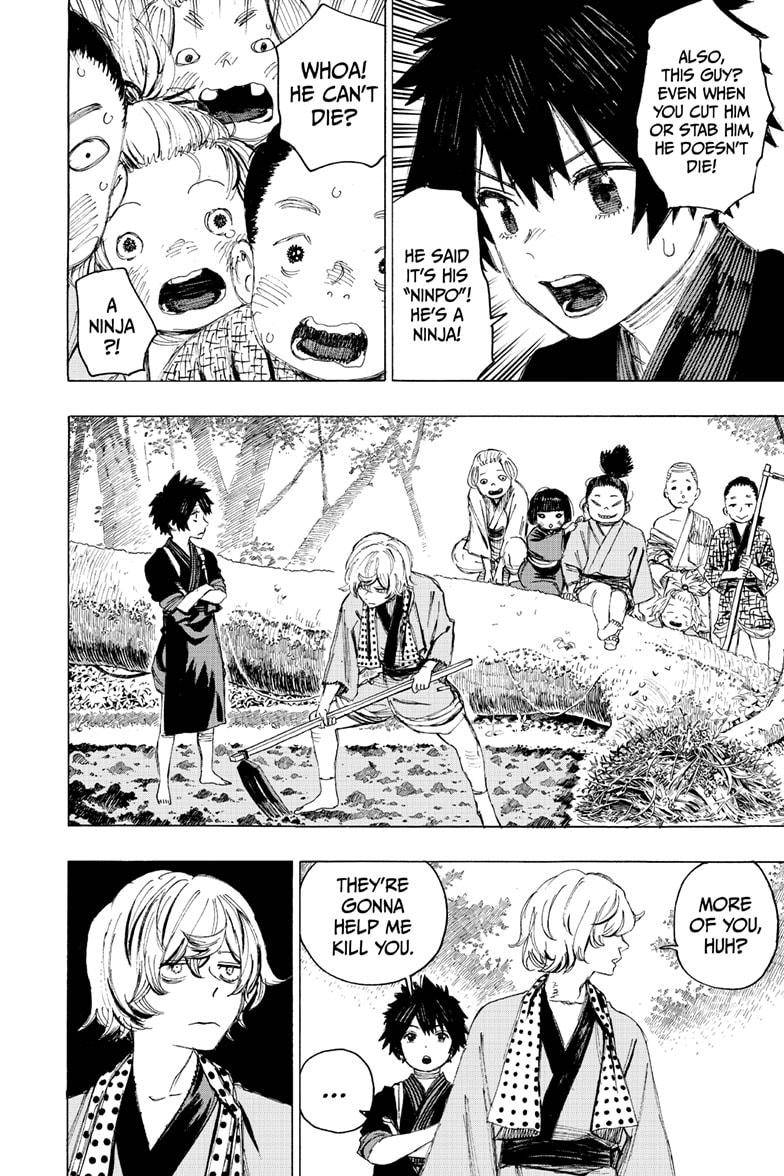 ALSO,
THIS GUY?
EVEN WHEN
YOU CUT HIM
OR STAB HIM,
HE DOESN'T
DIE!
HE SAID
IT'S HIS
"NINPO"!
HE'S A
NINJA!
WHOA!
HE CAN'T
DIE?
A
NINJA
?!
MORE
OF YOU,
HUH?
THEY'RE
GONNA
HELP ME
KILL YOU.
...